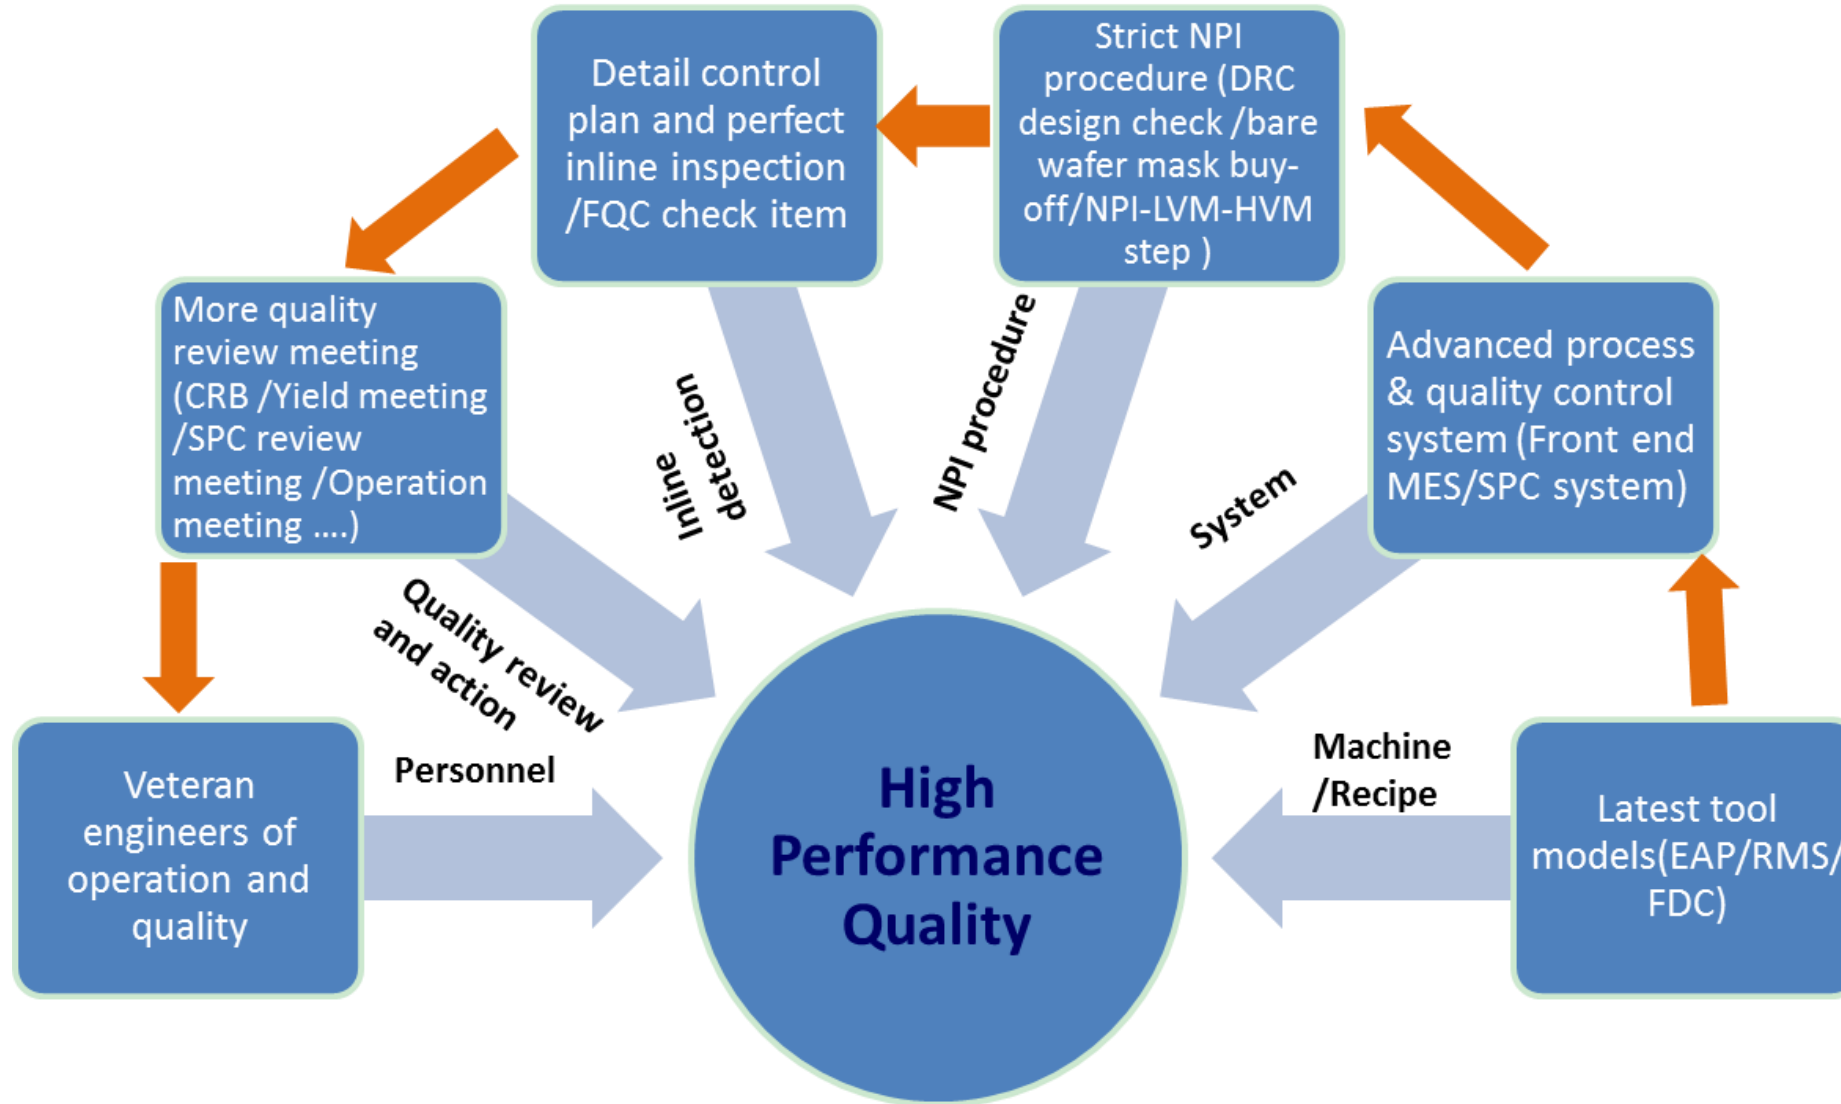 Detail control
plan and perfect
inline inspection
/FQC check item
Strict NPI
procedure (DRC
design check /bare
wafer mask buy-
off/NPI-LVM-HVM
step )
More quality
review meeting
(CRB /Yield meeting
/SPC review
meeting /Operation
meeting ....)
Advanced process
& quality control
system (Front end
MES/SPC system)
Inline
detection
NPI procedure
System
Quality review
and action
Personnel
Machine
/Recipe
Veteran
engineers of
operation and
quality
High
Performance
Quality
Latest tool
models(EAP/RMS/
FDC)